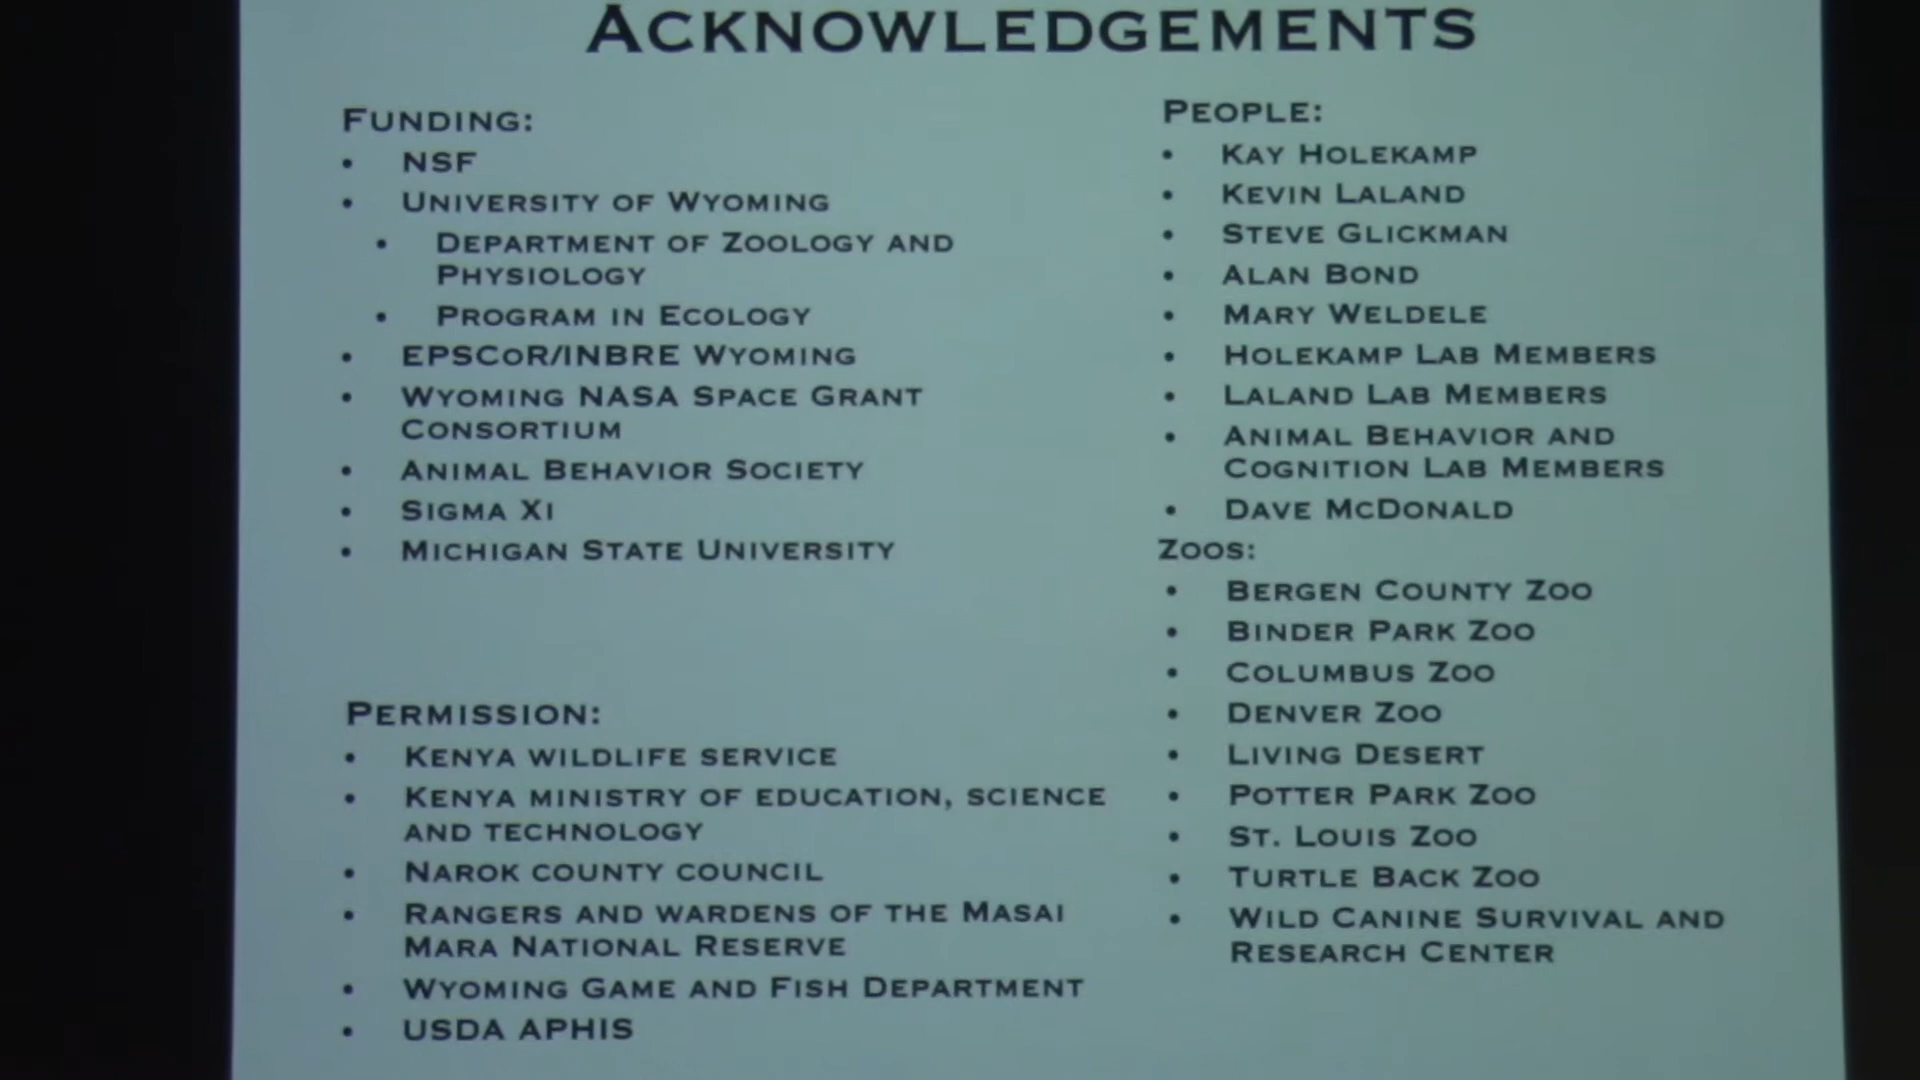 ACKNOWLEDGEMENTS
FUNDING:
• NSF
• UNIVERSITY OF WYOMING
• DEPARTMENT OF ZOOLOGY AND
PHYSIOLOGY
• PROGRAM IN ECOLOGY
• EPSCOR/INBRE WYOMING
• WYOMING NASA SPACE GRANT
CONSORTIUM
• ANIMAL BEHAVIOR SOCIETY
• SIGMA XI
• MICHIGAN STATE UNIVERSITY
PERMISSION:
• KENYA WILDLIFE SERVICE
• KENYA MINISTRY OF EDUCATION, SCIENCE
AND TECHNOLOGY
• NAROK COUNTY COUNCIL
• RANGERS AND WARDENS OF THE MASAI
MARA NATIONAL RESERVE
• WYOMING GAME AND FISH DEPARTMENT
• USDA APHIS
PEOPLE:
• KAY HOLEKAMP
• KEVIN LALAND
• STEVE GLICKMAN
• ALAN BOND
• MARY WELDELE
• HOLEKAMP LAB MEMBERS
• LALAND LAB MEMBERS
• ANIMAL BEHAVIOR AND
COGNITION LAB MEMBERS
• DAVE MCDONALD
ZOOS:
• BERGEN COUNTY ZOO
• BINDER PARK ZOO
• COLUMBUS ZOO
• DENVER ZOO
• LIVING DESERT
• POTTER PARK ZOO
• ST. LOUIS ZOO
• TURTLE BACK ZOO
• WILD CANINE SURVIVAL AND
RESEARCH CENTER